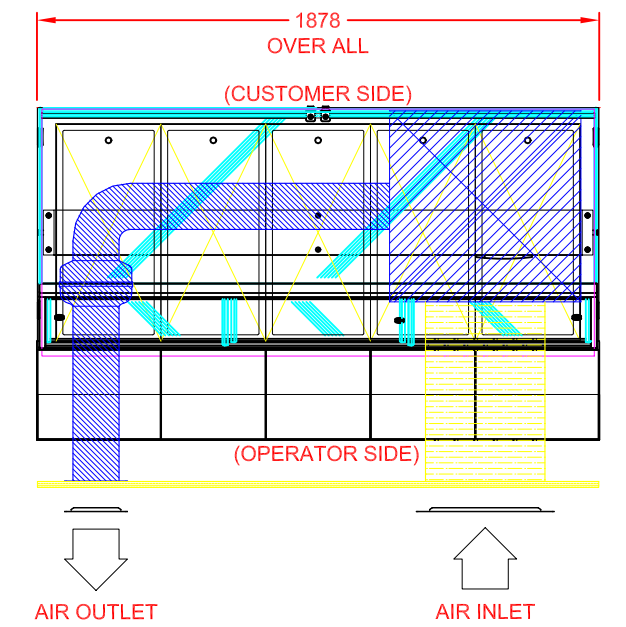 1878
OVER ALL
(CUSTOMER SIDE)
(OPERATOR SIDE)
AIR OUTLET
AIR INLET